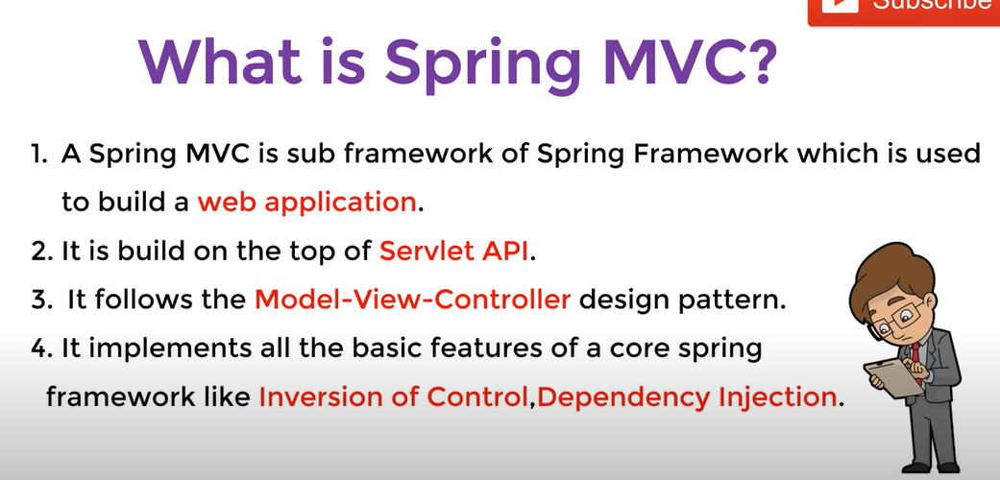 Subscribe
What is Spring MVC?
1. A Spring MVC is sub framework of Spring Framework which is used
to build a web application.
2. It is build on the top of Servlet API.
3. It follows the Model-View-Controller design pattern.
4. It implements all the basic features of a core spring
framework like Inversion of Control,Dependency Injection.